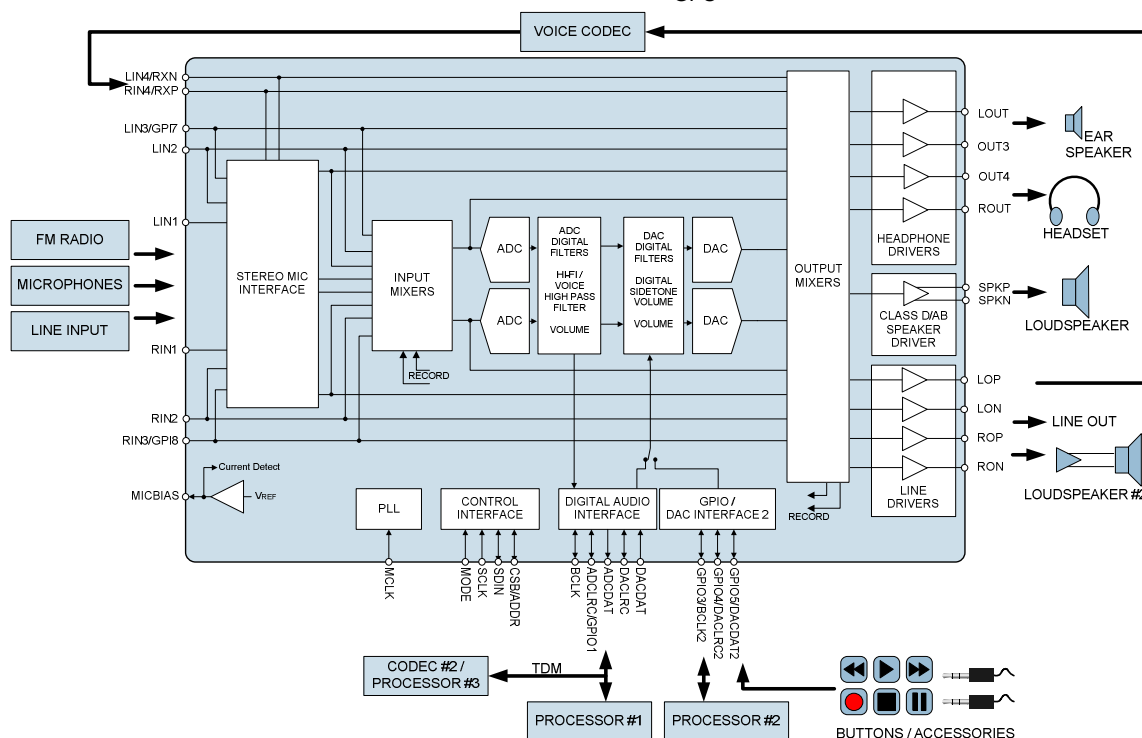 VOICE CODEC
LIN4/RXN
RIN4/RXP
LIN3/GPI7
LIN2
LIN1
RIN1
RIN2
RIN3/GPI8
MICBIAS
FM RADIO
MICROPHONES
LINE INPUT
STEREO MIC
INTERFACE
INPUT
MIXERS
RECORD
ADC
ADC
ADC
DIGITAL
FILTERS
HI-FI /
VOICE
HIGH PASS
FILTER
VOLUME
DAC
DIGITAL
FILTERS
DIGITAL
SIDETONE
VOLUME
VOLUME
DAC
DAC
OUTPUT
MIXERS
RECORD
HEADPHONE
DRIVERS
CLASS D/AB
SPEAKER
DRIVER
LINE
DRIVERS
LOUT
OUT3
OUT4
ROUT
SPKP
SPKN
LOP
LON
ROP
RON
EAR
SPEAKER
HEADSET
LOUDSPEAKER
LINE OUT
LOUDSPEAKER #2
Current Detect
VREF
PLL
CONTROL
INTERFACE
DIGITAL AUDIO
INTERFACE
GPIO /
DAC INTERFACE 2
MCLK
MODE
SCLK
SDIN
CSB/ADDR
BCLK
ADCLRC/GPIO1
ADCDAT
DACLRC
DACDAT
GPIO3/BCLK2
GPIO4/DACLRC2
GPIO5/DACDAT2
TDM
CODEC #2 /
PROCESSOR #3
PROCESSOR #1
PROCESSOR #2
BUTTONS / ACCESSORIES